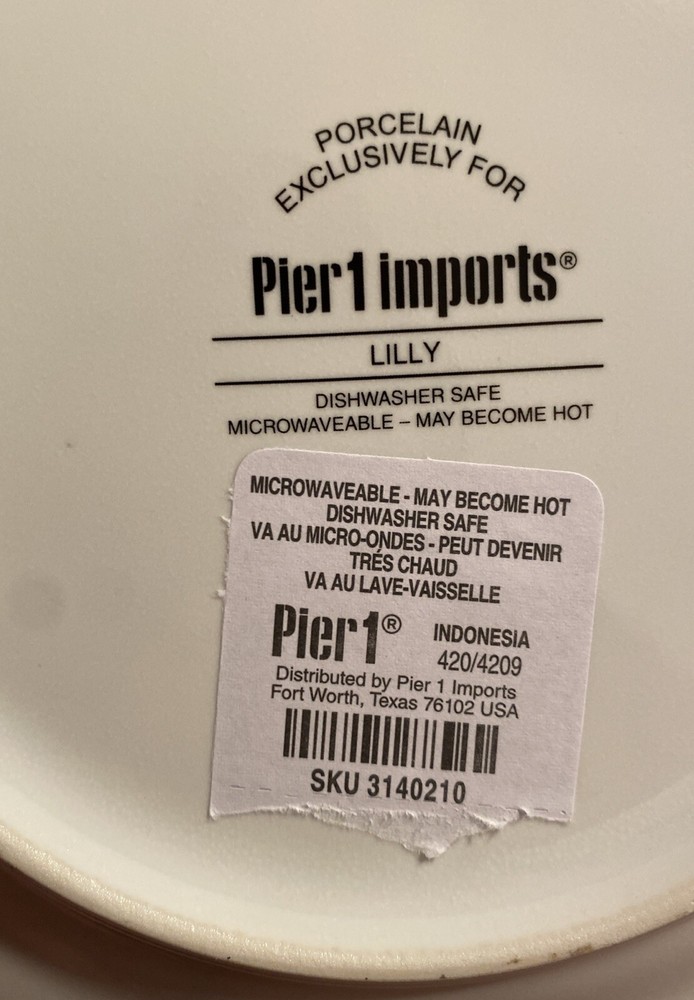 PORCELAIN
EXCLUSIVELY FOR
Pier1 imports®
LILLY
DISHWASHER SAFE
MICROWAVEABLE – MAY BECOME HOT
MICROWAVEABLE - MAY BECOME HOT
DISHWASHER SAFE
VA AU MICRO-ONDES - PEUT DEVENIR
TRÉS CHAUD
VA AU LAVE-VAISSELLE
Pier1® INDONESIA
420/4209
Distributed by Pier 1 Imports
Fort Worth, Texas 76102 USA
SKU 3140210